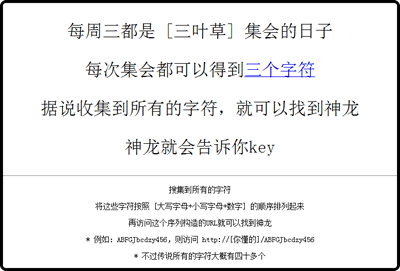 每周三都是 [三叶草] 集会的日子
每次集会都可以得到三个字符
据说收集到所有的字符，就可以找到神龙
神龙就会告诉你key
搜集到所有的字符
将这些字符按照 [大写字母+小写字母+数字] 的顺序排列起来
再访问这个序列构造的URL就可以找到神龙
* 例如: ABFGJbcdzy456, 则访问 http://[你懂的]/ABFGJbcdzy456
* 不过传说所有的字符大概有四十多个